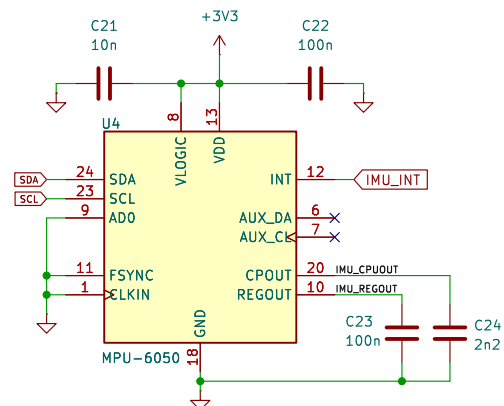 +3V3
C21
10n
C22
100n
U4
8
13
VLOGIC
VDD
SDA
24
SDA
INT
12
IMU_INT
SCL
23
SCL
9
AD0
AUX_DA
6
AUX_CL
7
11
FSYNC
CPOUT
20
IMU_CPUOUT
1
CLKIN
REGOUT
10
IMU_REGOUT
GND
18
MPU-6050
C23
100n
C24
2n2